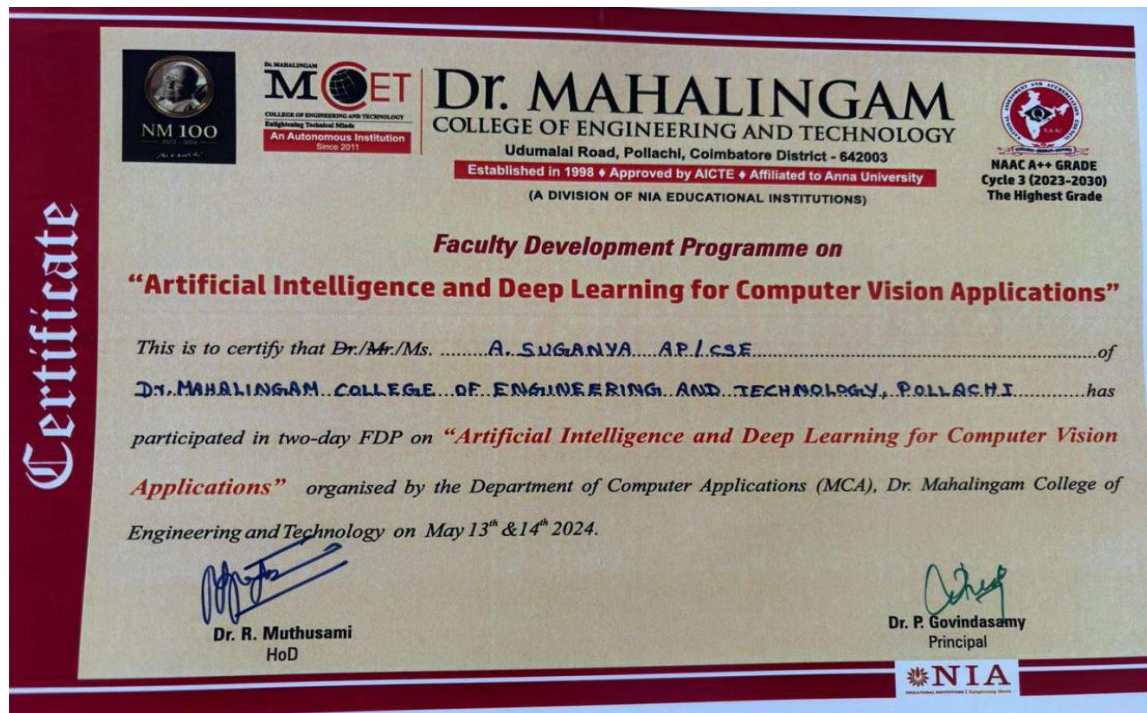 Certificate
NM 100
1923 - 2024
Dr. MAHALINGAM
MCET
COLLEGE OF ENGINEERING AND TECHNOLOGY
Enlightening Technical Minds
An Autonomous Institution
Since 2011
Dr. MAHALINGAM
COLLEGE OF ENGINEERING AND TECHNOLOGY
Udumalai Road, Pollachi, Coimbatore District - 642003
Established in 1998 ♦ Approved by AICTE ♦ Affiliated to Anna University
(A DIVISION OF NIA EDUCATIONAL INSTITUTIONS)
NAAC A++ GRADE
Cycle 3 (2023-2030)
The Highest Grade
Faculty Development Programme on
“Artificial Intelligence and Deep Learning for Computer Vision Applications”
This is to certify that Dr./Mr./Ms. A. SUGANYA AP/CSE of
Dr. MAHALINGAM COLLEGE OF ENGINEERING AND TECHNOLOGY, POLLACHI has
participated in two-day FDP on “Artificial Intelligence and Deep Learning for Computer Vision
Applications” organised by the Department of Computer Applications (MCA), Dr. Mahalingam College of
Engineering and Technology on May 13th &14th 2024.
Dr. R. Muthusami
HoD
Dr. P. Govindasamy
Principal
NIA